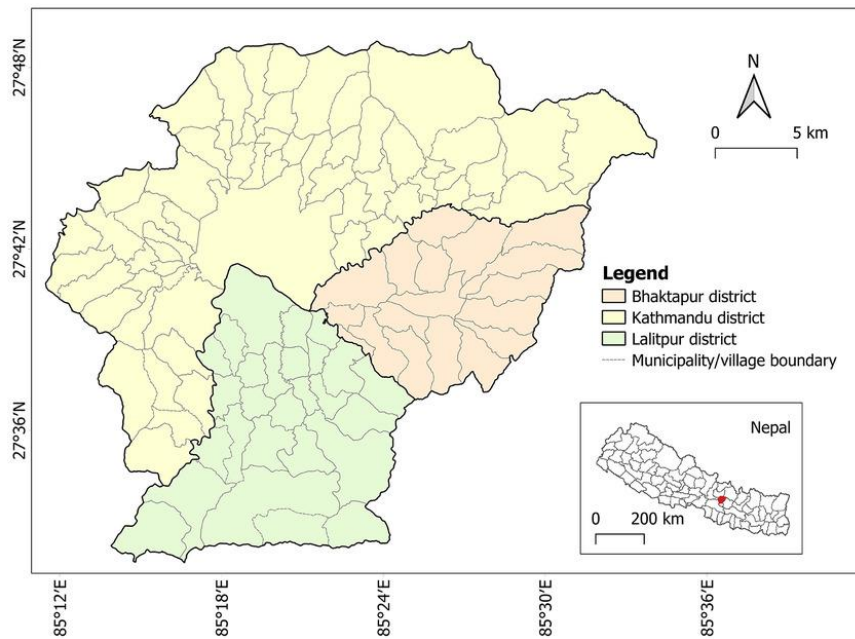 27°48'N
27°42'N
27°36'N
N
0 5 km
Legend
Bhaktapur district
Kathmandu district
Lalitpur district
Municipality/village boundary
Nepal
0 200 km
85°12'E
85°18'E
85°24'E
85°30'E
85°36'E